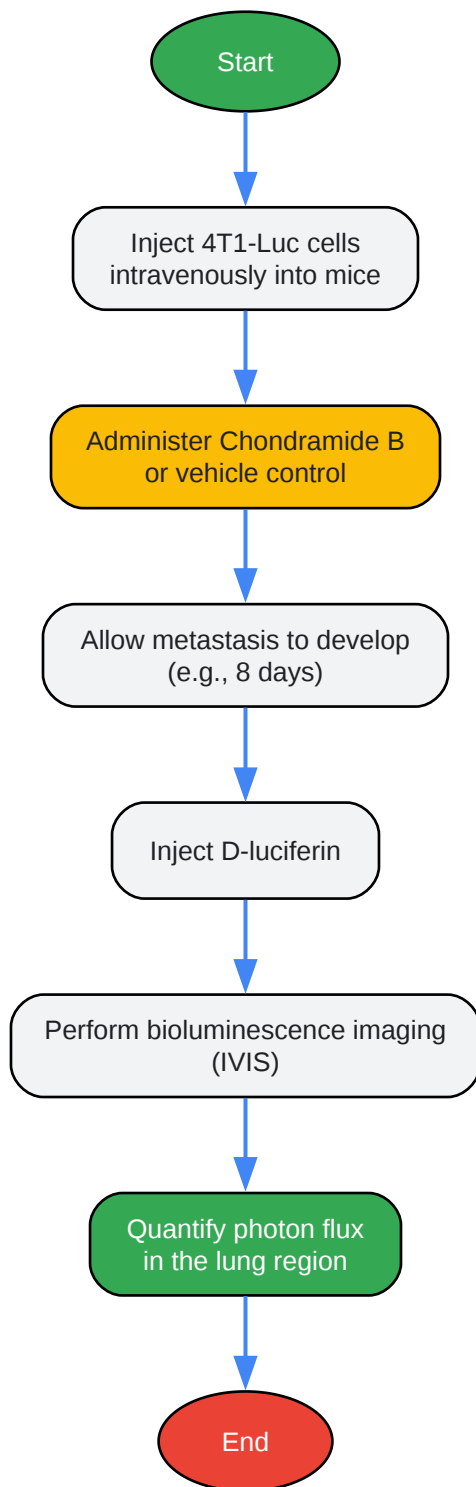 Start
Inject 4T1-Luc cells
intravenously into mice
Administer Chondramide B
or vehicle control
Allow metastasis to develop
(e.g., 8 days)
Inject D-luciferin
Perform bioluminescence imaging
(IVIS)
Quantify photon flux
in the lung region
End